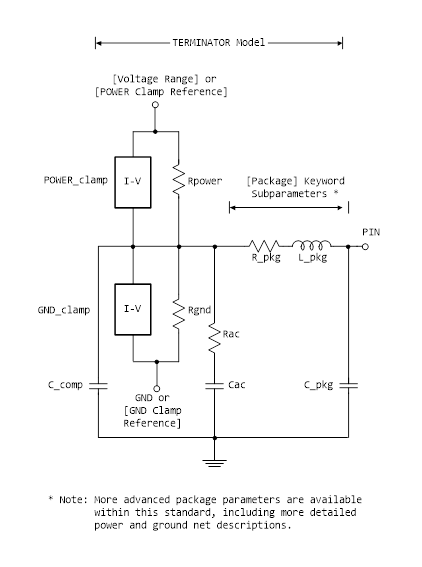 TERMINATOR Model
[Voltage Range] or
[POWER Clamp Reference]
POWER_clamp
I-V
Rpower
[Package] Keyword
Subparameters *
PIN
R_pkg
L_pkg
GND_clamp
I-V
Rgnd
Rac
C_comp
Cac
C_pkg
GND or
[GND Clamp
Reference]
* Note: More advanced package parameters are available
within this standard, including more detailed
power and ground net descriptions.